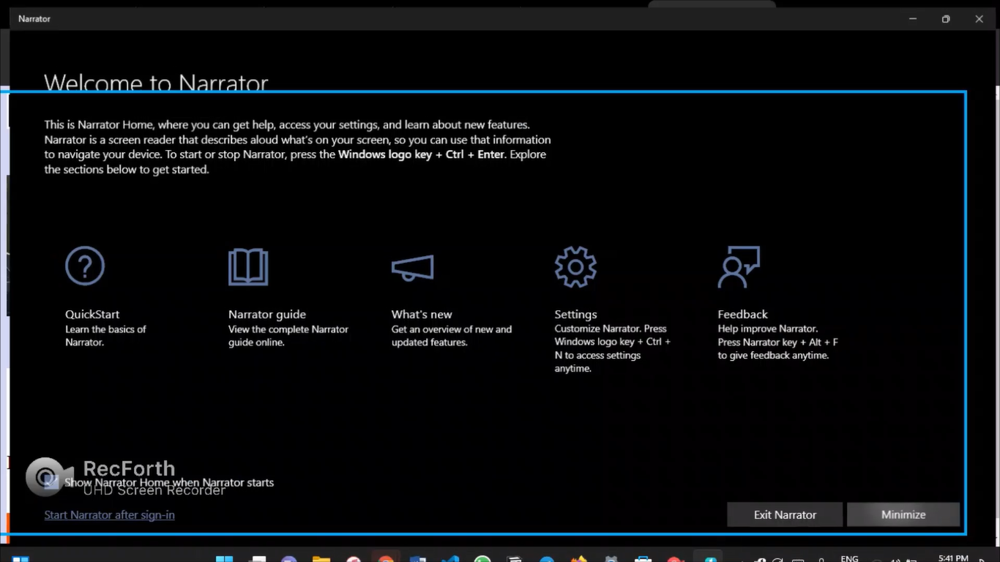 Narrator
Welcome to Narrator
This is Narrator Home, where you can get help, access your settings, and learn about new features.
Narrator is a screen reader that describes aloud what's on your screen, so you can use that information
to navigate your device. To start or stop Narrator, press the Windows logo key + Ctrl + Enter. Explore
the sections below to get started.
QuickStart
Learn the basics of
Narrator.
Narrator guide
View the complete Narrator
guide online.
What's new
Get an overview of new and
updated features.
Settings
Customize Narrator. Press
Windows logo key + Ctrl +
N to access settings
anytime.
Feedback
Help improve Narrator.
Press Narrator key + Alt + F
to give feedback anytime.
RecForth
UHD Screen Recorder
Show Narrator Home when Narrator starts
Start Narrator after sign-in
Exit Narrator
Minimize
ENG
5:41 PM